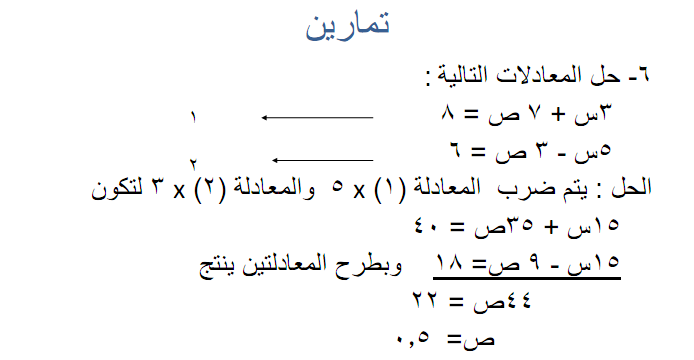 تمارين
٦- حل المعادلات التالية :
٣س + ٧ ص = ٨ ١
٥س - ٣ ص = ٦ ٢
الحل : يتم ضرب المعادلة (١) x ٥ والمعادلة (٢) x ٣ لتكون
١٥س + ٣٥ص = ٤٠
١٥س - ٩ ص= ١٨ وبطرح المعادلتين ينتج
٤٤ص = ٢٢
ص= ٠,٥